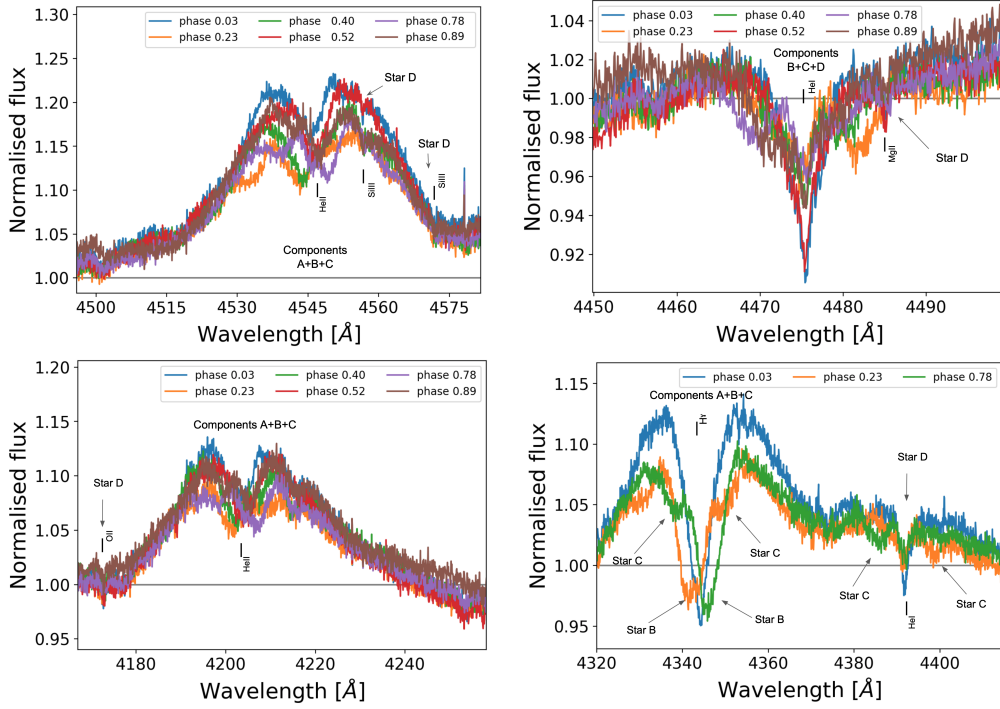 1.30
1.25
1.20
1.15
1.10
1.05
1.00
Normalised flux
phase 0.03
phase 0.40
phase 0.78
phase 0.23
phase 0.52
phase 0.89
Star D
Star D
HeII
SiIII
SiIII
Components
A+B+C
4500
4515
4530
4545
4560
4575
Wavelength [Å]
1.04
1.02
1.00
0.98
0.96
0.94
0.92
Normalised flux
phase 0.03
phase 0.40
phase 0.78
phase 0.23
phase 0.52
phase 0.89
Components
B+C+D
HeI
MgII
Star D
4450
4460
4470
4480
4490
Wavelength [Å]
1.20
1.15
1.10
1.05
1.00
0.95
Normalised flux
phase 0.03
phase 0.40
phase 0.78
phase 0.23
phase 0.52
phase 0.89
Components A+B+C
Star D
OII
HeII
4180
4200
4220
4240
Wavelength [Å]
1.15
1.10
1.05
1.00
0.95
Normalised flux
phase 0.03
phase 0.23
phase 0.78
Components A+B+C
Hγ
Star D
Star C
Star C
Star C
Star C
Star B
Star B
HeI
4320
4340
4360
4380
4400
Wavelength [Å]